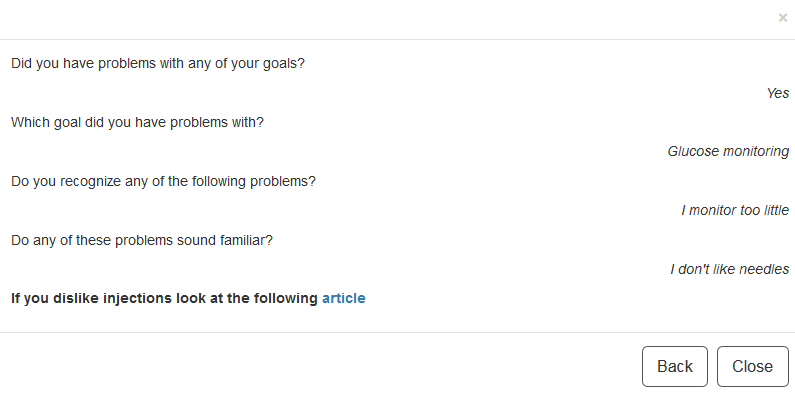 ×
Did you have problems with any of your goals?
Yes
Which goal did you have problems with?
Glucose monitoring
Do you recognize any of the following problems?
I monitor too little
Do any of these problems sound familiar?
I don't like needles
If you dislike injections look at the following article
Back Close